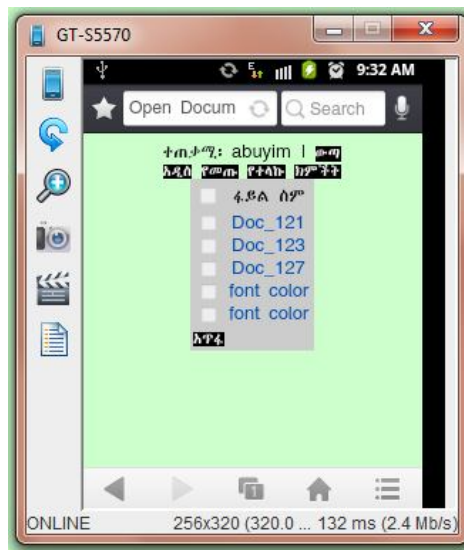 GT-S5570
9:32 AM
Open Docum Search
ተጠቃሚ: abuyim | ውጣ
አዲስ የመጡ የተላኩ ክምችት
ፋይል ስም
Doc_121
Doc_123
Doc_127
font color
font color
አጥፋ
1
ONLINE 256x320 (320.0 ... 132 ms (2.4 Mb/s)